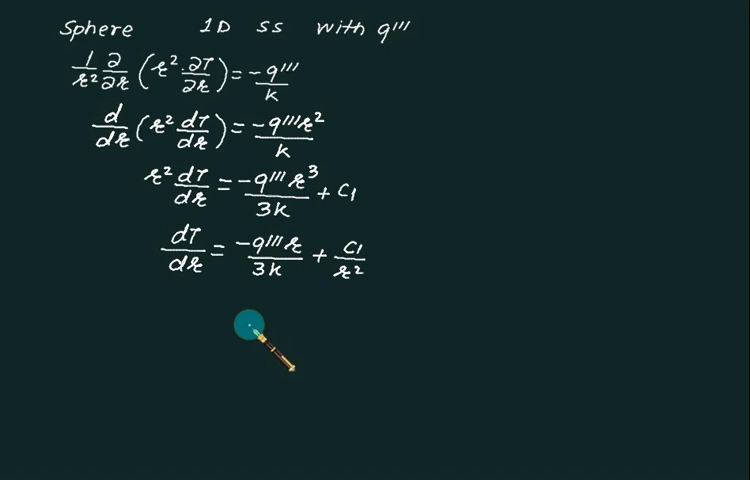 Sphere 1D SS with q'''
1/r² ∂/∂r (r² ∂T/∂r) = -q'''/k
d/dr (r² dT/dr) = -q'''r²/k
r² dT/dr = -q'''r³/3k + C1
dT/dr = -q'''r/3k + C1/r²